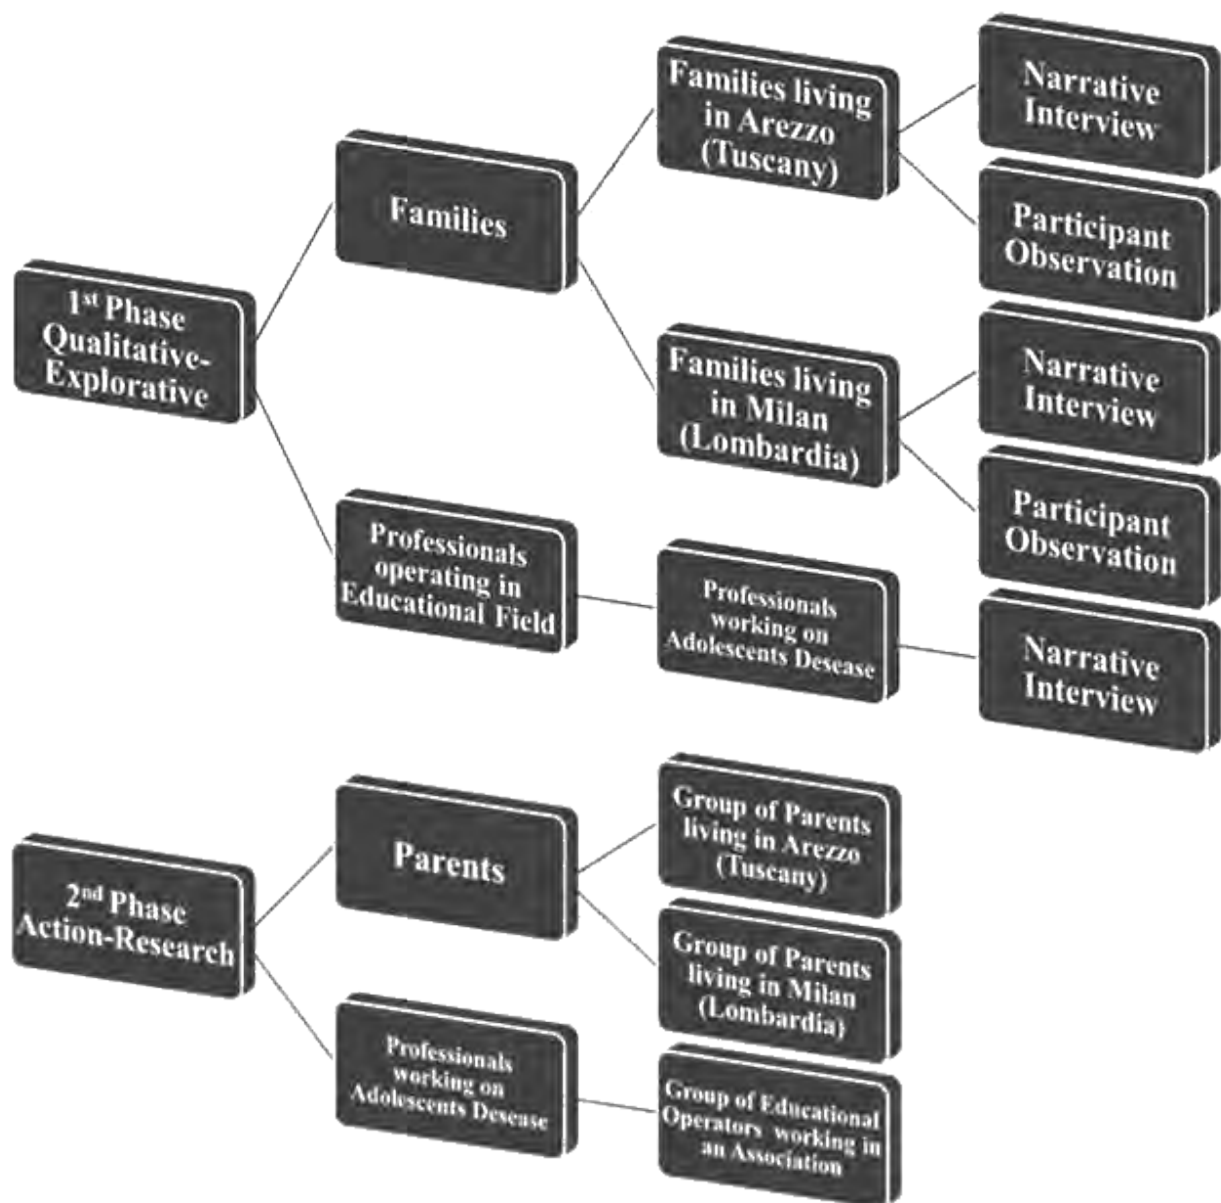 1st Phase
Qualitative-
Explorative
Families
Families living
in Arezzo
(Tuscany)
Narrative
Interview
Participant
Observation
Families living
in Milan
(Lombardia)
Narrative
Interview
Participant
Observation
Professionals
operating in
Educational Field
Professionals
working on
Adolescents Desease
Narrative
Interview
2nd Phase
Action-Research
Parents
Group of Parents
living in Arezzo
(Tuscany)
Group of Parents
living in Milan
(Lombardia)
Professionals
working on
Adolescents Desease
Group of Educational
Operators working in
an Association